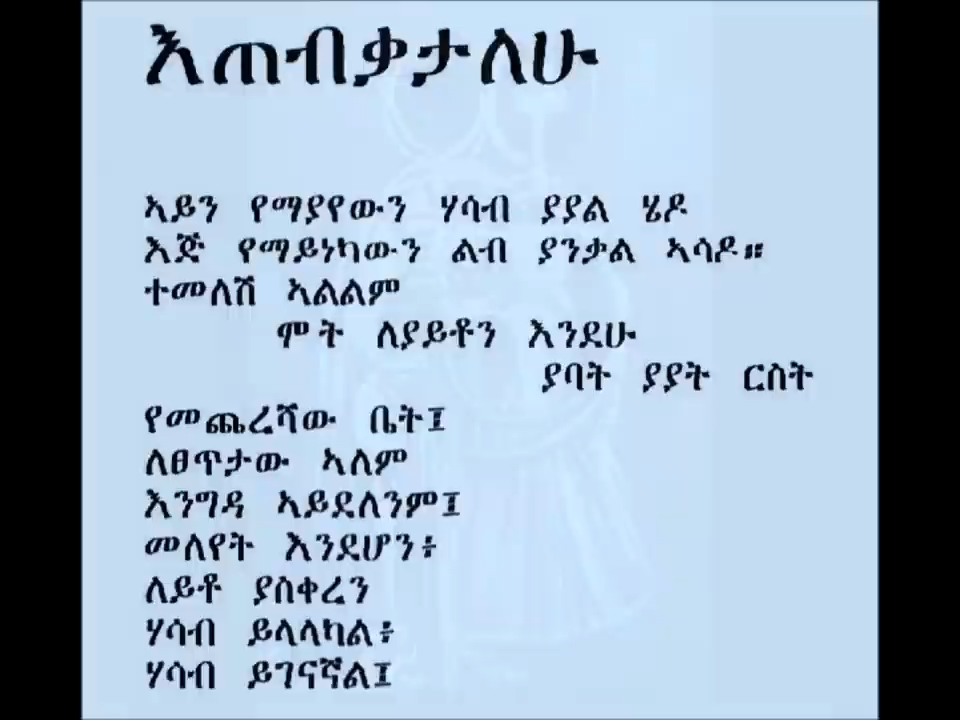 እጠብቃታለሁ
ኣይን የማያየውን ሃሳብ ያያል ሄዶ
እጅ የማይነካውን ልብ ያንቃል ኣሳዶ።
ተመለሽ ኣልልም
ሞት ለያይቶን እንደሁ
ያባት ያያት ርስት
የመጨረሻው ቤት፤
ለፀጥታው ኣለም
እንግዳ ኣይደለንም፤
መለየት እንደሆን፥
ለይቶ ያስቀረን
ሃሳብ ይላላካል፥
ሃሳብ ይገናኛል፤